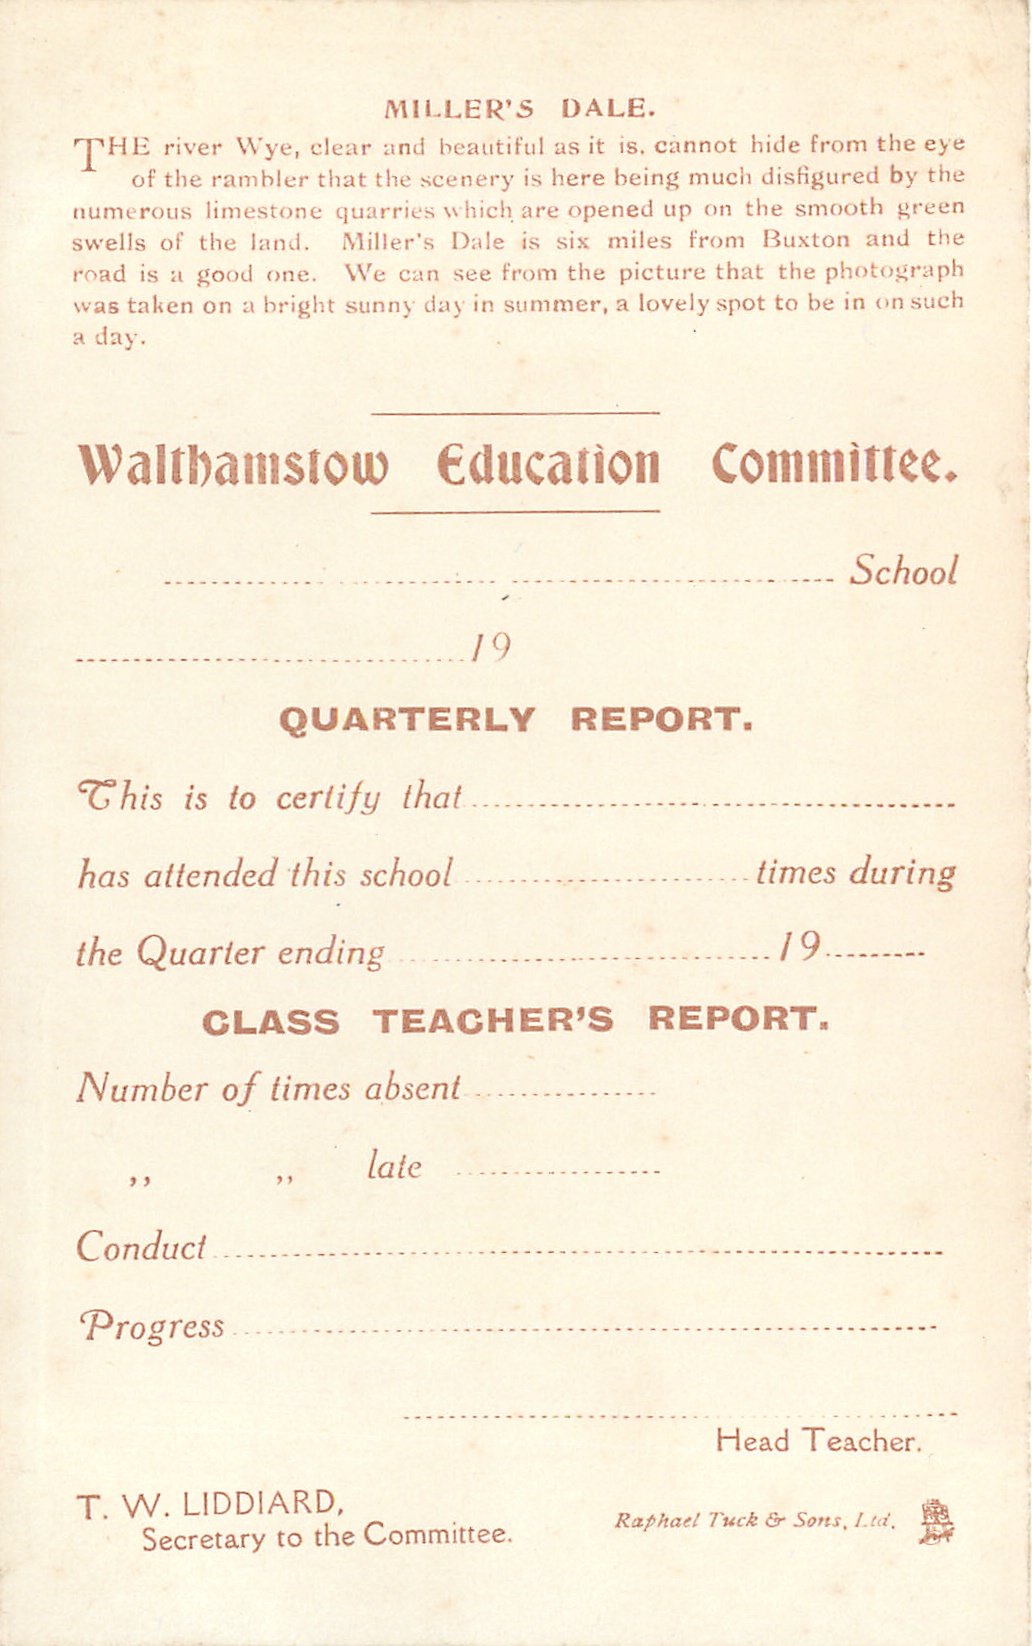 MILLER'S DALE.
THE river Wye, clear and beautiful as it is, cannot hide from the eye
of the rambler that the scenery is here being much disfigured by the
numerous limestone quarries which are opened up on the smooth green
swells of the land. Miller's Dale is six miles from Buxton and the
road is a good one. We can see from the picture that the photograph
was taken on a bright sunny day in summer, a lovely spot to be in on such
a day.
Walthamstow Education Committee.
School
19
QUARTERLY REPORT.
This is to certify that
has attended this school times during
the Quarter ending 19
CLASS TEACHER'S REPORT.
Number of times absent
,, ,, late
Conduct
Progress
Head Teacher.
T. W. LIDDIARD,
Secretary to the Committee.
Raphael Tuck & Sons, Ltd.